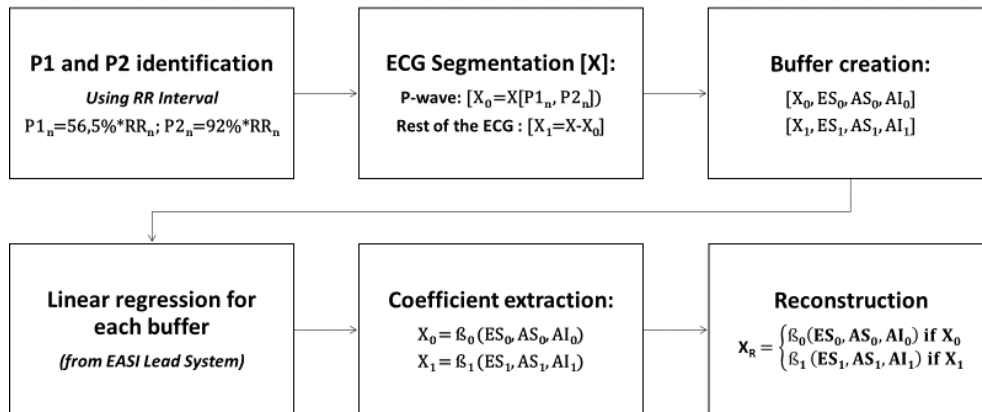 P1 and P2 identification
Using RR Interval
P1ₙ=56,5%*RRₙ; P2ₙ=92%*RRₙ
ECG Segmentation [X]:
P-wave: [X₀=X[P1ₙ, P2ₙ])
Rest of the ECG : [X₁=X-X₀]
Buffer creation:
[X₀, ES₀, AS₀, AI₀]
[X₁, ES₁, AS₁, AI₁]
Linear regression for
each buffer
(from EASI Lead System)
Coefficient extraction:
X₀ = ß₀ (ES₀, AS₀, AI₀)
X₁ = ß₁ (ES₁, AS₁, AI₁)
Reconstruction
X_R = { ß₀(ES₀, AS₀, AI₀) if X₀
ß₁ (ES₁, AS₁, AI₁) if X₁